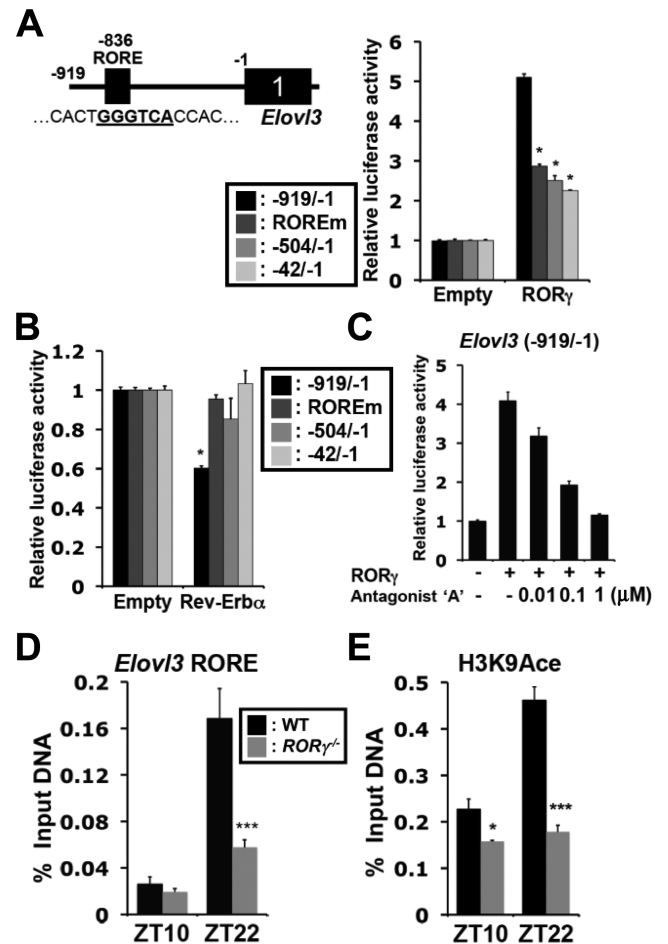 A
-836
RORE
-919
-1
1
…CACTGGGTCACCAC…
Elovl3
: -919/-1
: ROREm
: -504/-1
: -42/-1
Relative luciferase activity
6
5
4
3
2
1
0
*
*
*
Empty
RORγ
B
Relative luciferase activity
1.2
1
0.8
0.6
0.4
0.2
0
*
Empty
Rev-Erbα
: -919/-1
: ROREm
: -504/-1
: -42/-1
C
Elovl3 (-919/-1)
Relative luciferase activity
5
4
3
2
1
0
RORγ - + + + +
Antagonist ‘A’ - - 0.01 0.1 1 (μM)
D
Elovl3 RORE
% Input DNA
0.2
0.16
0.12
0.08
0.04
0
: WT
: RORγ-/-
***
ZT10
ZT22
E
H3K9Ace
% Input DNA
0.5
0.4
0.3
0.2
0.1
0
*
***
ZT10
ZT22